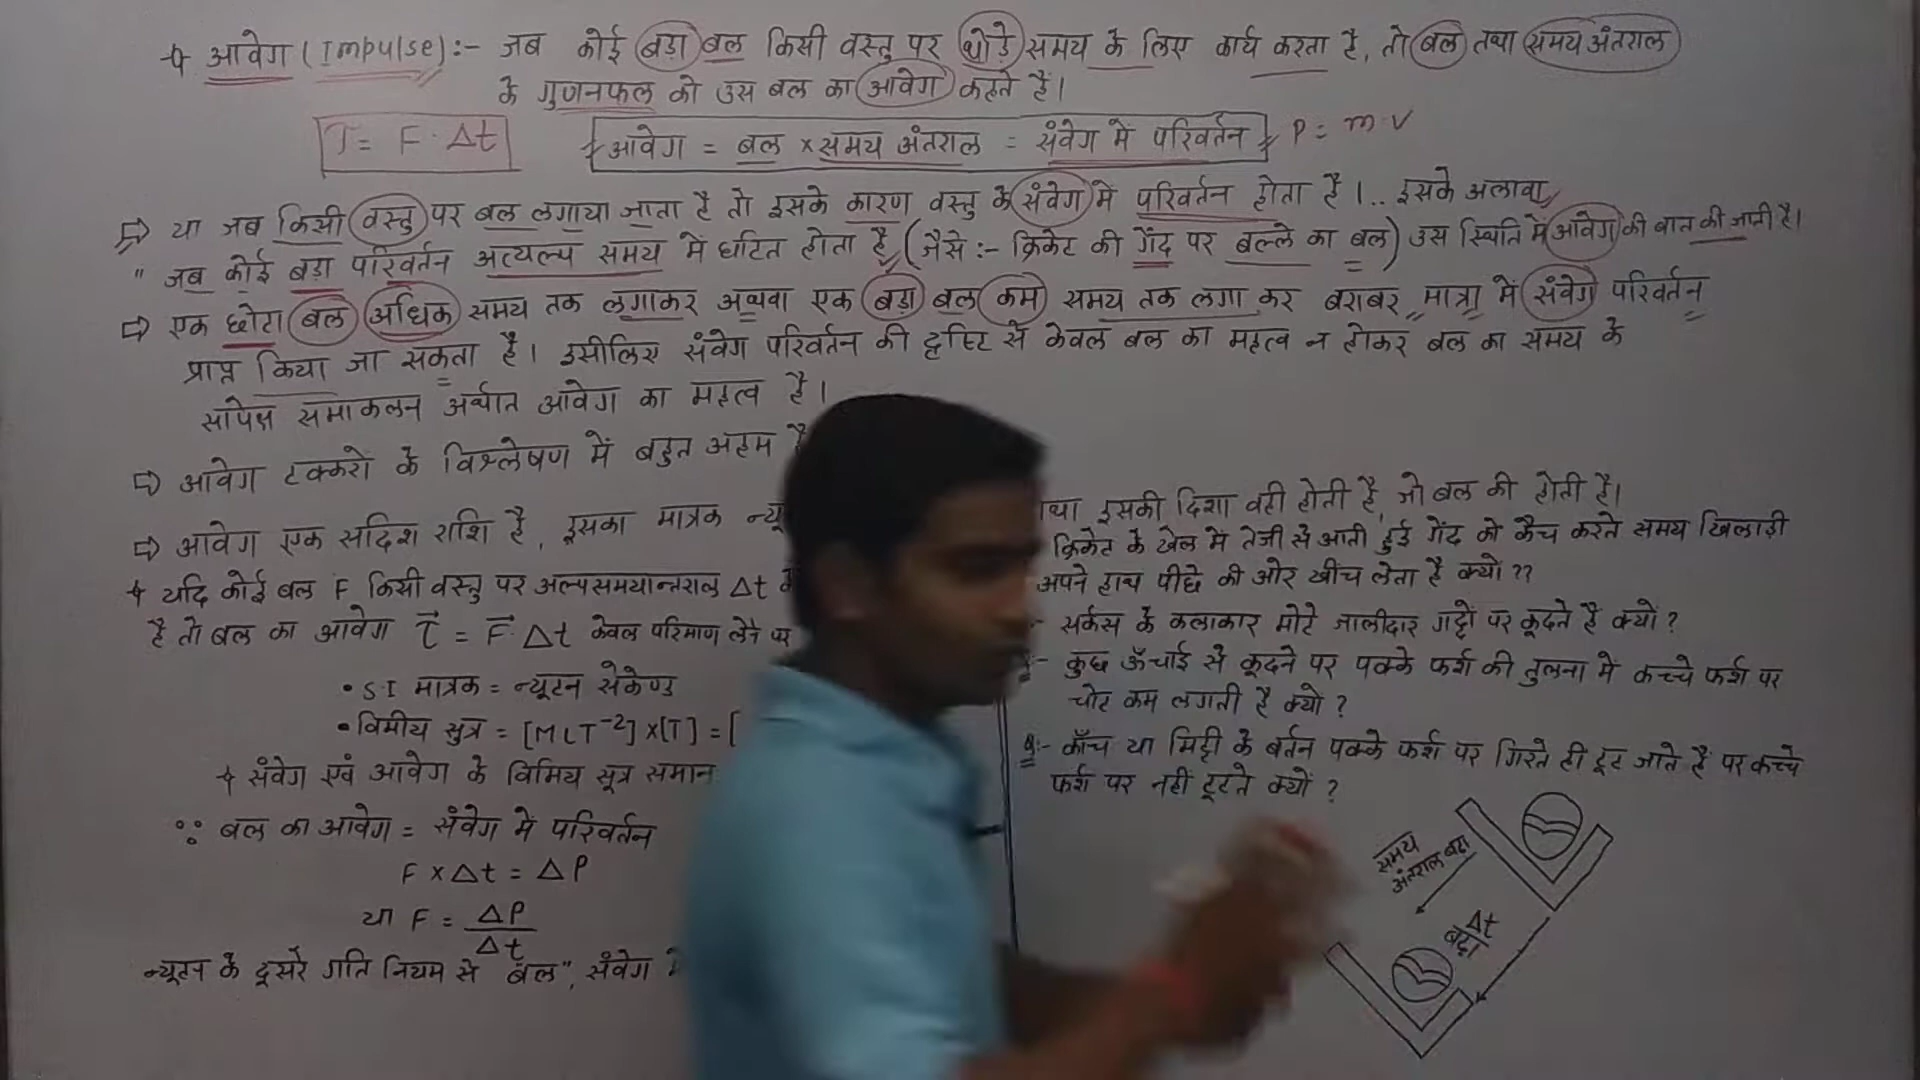 आवेग (Impulse):- जब कोई बड़ा बल किसी वस्तु पर थोडे समय के लिए कार्य करता है, तो बल तथा समय अंतराल
के गुणनफल को उस बल का आवेग कहते हैं।
I = F · Δt
आवेग = बल × समय अंतराल = संवेग में परिवर्तन
P = m · v
⇒ या जब किसी वस्तु पर बल लगाया जाता है तो इसके कारण वस्तु के संवेग में परिवर्तन होता है।.. इसके अलावा
" जब कोई बड़ा परिवर्तन अत्यल्प समय में घटित होता है, (जैसे:- क्रिकेट की गेंद पर बल्ले का बल) उस स्थिति में आवेग की बात की जाती है।
⇒ एक छोटा बल अधिक समय तक लगाकर अथवा एक बड़ा बल कम समय तक लगा कर बराबर मात्रा में संवेग परिवर्तन
प्राप्त किया जा सकता है। इसीलिए संवेग परिवर्तन की दृष्टि से केवल बल का महत्व न होकर बल का समय के
सापेक्ष समाकलन अर्थात आवेग का महत्व है।
⇒ आवेग टक्करो के विश्लेषण में बहुत अहम है
⇒ आवेग एक सदिश राशि है, इसका मात्रक
तथा इसकी दिशा वही होती है, जो बल की होती है।
यदि कोई बल F किसी वस्तु पर अल्पसमयान्तराल Δt
है तो बल का आवेग I = F · Δt केवल परिमाण लेने पर
• S.I मात्रक = न्यूटन सेकेण्ड
• विमीय सुत्र = [MLT⁻²]×[T] = [
संवेग एवं आवेग के विमिय सूत्र समान
∵ बल का आवेग = संवेग में परिवर्तन
F × Δt = ΔP
या F = ΔP/Δt
न्यूटन के दूसरे गति नियम से "बल", संवेग
क्रिकेट के खेल में तेजी से आती हुई गेंद को कैच करते समय खिलाड़ी
अपने हाथ पीछे की ओर खींच लेता है क्यो ??
:- सर्कस के कलाकार मोटे जालीदार गद्दो पर कूदते है क्यो ?
:- कुछ ऊँचाई से कूदने पर पक्के फर्श की तुलना में कच्चे फर्श पर
चोट कम लगती है क्यो ?
Q:- काँच या मिट्टी के बर्तन पक्के फर्श पर गिरते ही टूट जाते हैं पर कच्चे
फर्श पर नही टूटते क्यों ?
समय
अंतराल बढ़ा
Δt
बढ़ा